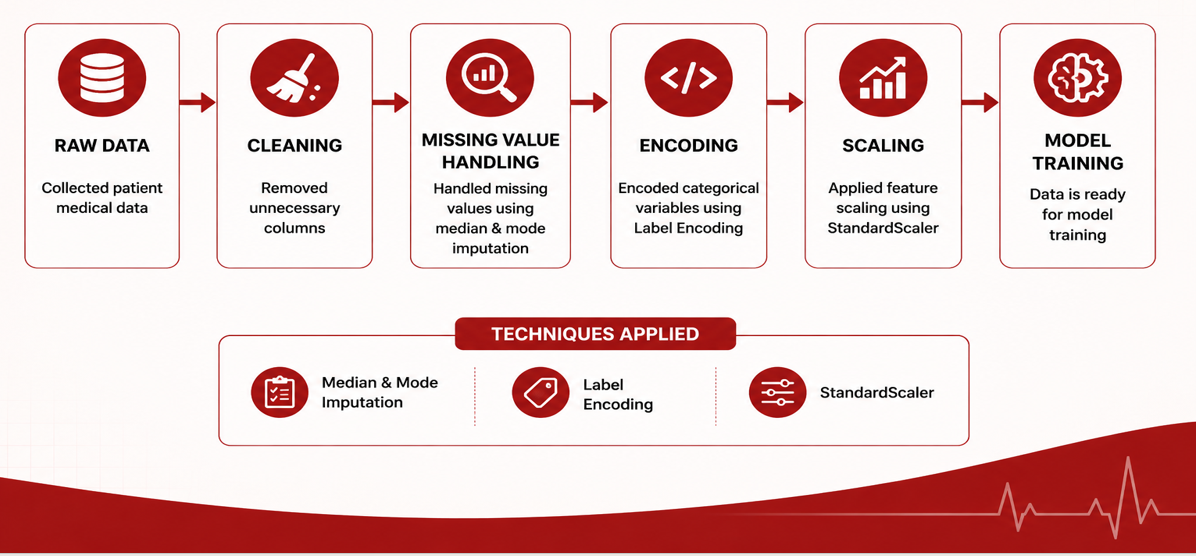 RAW DATA
Collected patient
medical data
CLEANING
Removed
unnecessary
columns
MISSING VALUE
HANDLING
Handled missing
values using
median & mode
imputation
</>
ENCODING
Encoded categorical
variables using
Label Encoding
SCALING
Applied feature
scaling using
StandardScaler
MODEL
TRAINING
Data is ready
for model
training
TECHNIQUES APPLIED
Median & Mode
Imputation
Label
Encoding
StandardScaler